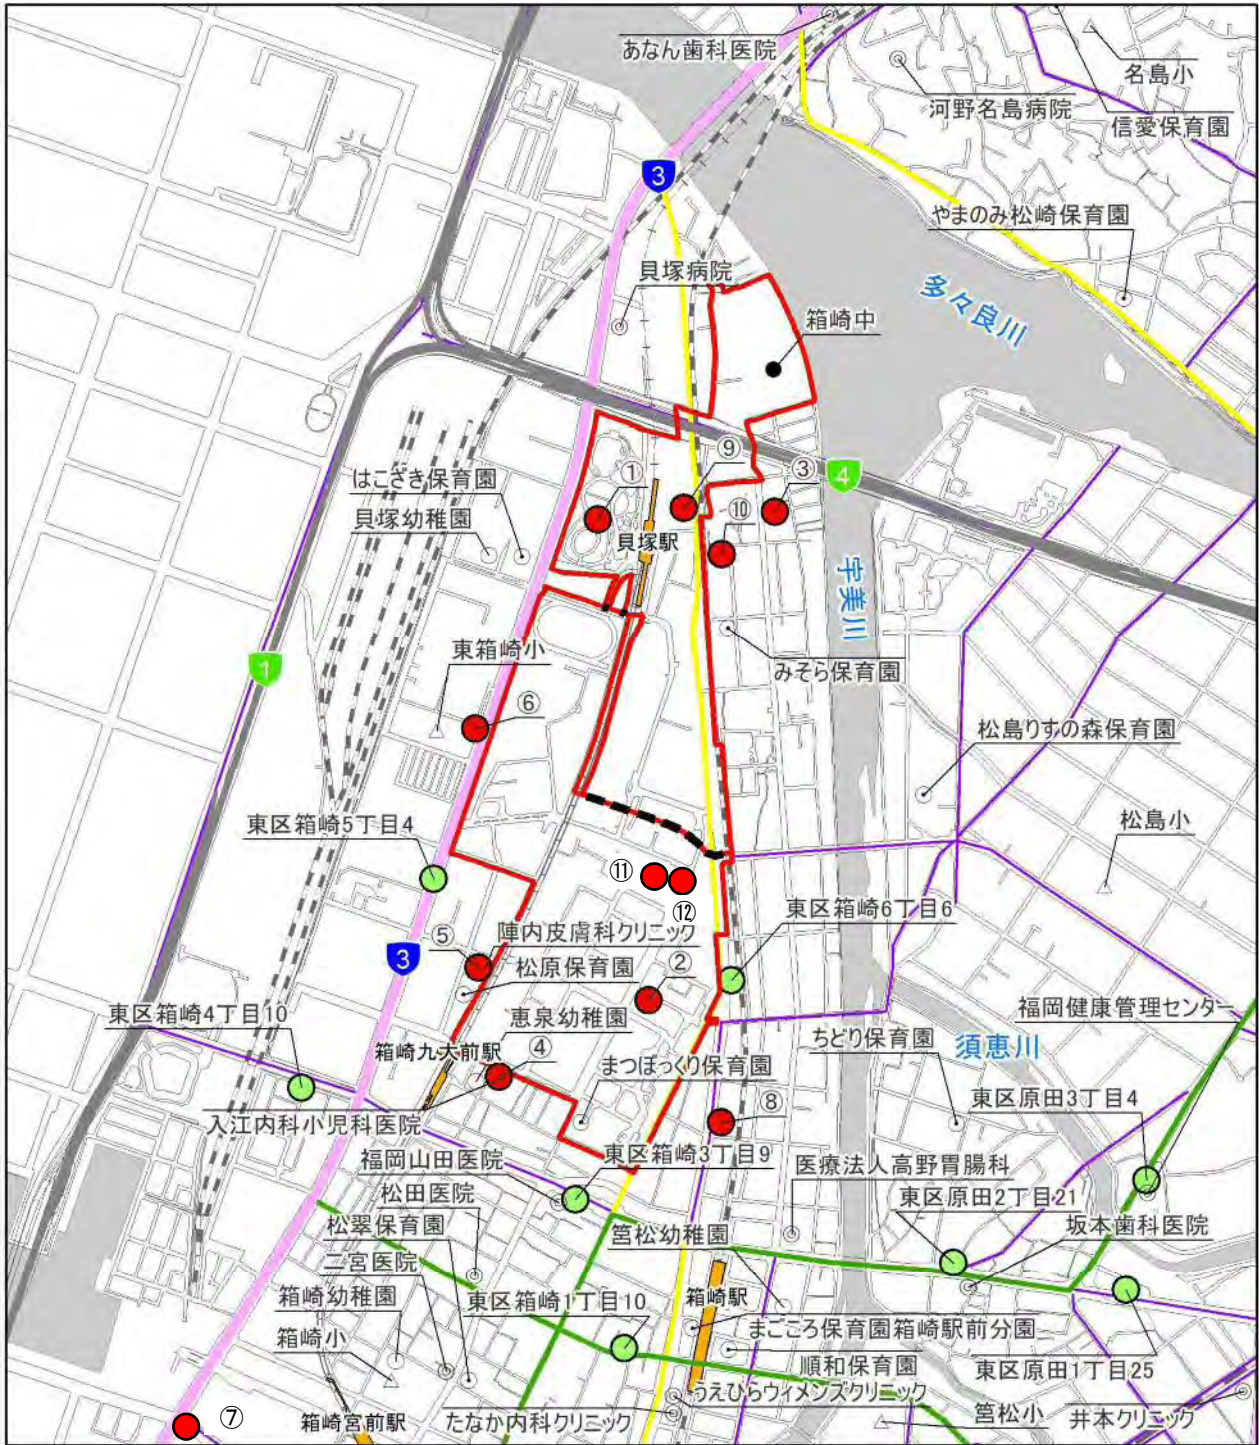 あなん歯科医院
名島小
河野名島病院
信愛保育園
3
やまのみ松崎保育園
貝塚病院
多々良川
箱崎中
はこざき保育園
①
⑨
③
4
貝塚幼稚園
貝塚駅
⑩
宇美川
1
東箱崎小
みそら保育園
⑥
松島りすの森保育園
東区箱崎5丁目4
松島小
⑪
⑫
東区箱崎6丁目6
⑤
陣内皮膚科クリニック
3
松原保育園
②
東区箱崎4丁目10
恵泉幼稚園
福岡健康管理センター
箱崎九大前駅
④
まつぼっくり保育園
ちどり保育園
須恵川
東区原田3丁目4
入江内科小児科医院
⑧
福岡山田医院
東区箱崎3丁目9
医療法人高野胃腸科
松田医院
東区原田2丁目21
松翠保育園
筥松幼稚園
坂本歯科医院
二宮医院
箱崎幼稚園
東区箱崎1丁目10
箱崎駅
箱崎小
まごころ保育園箱崎駅前分園
順和保育園
東区原田1丁目25
うえひらウィメンズクリニック
⑦
箱崎宮前駅
たなか内科クリニック
筥松小
井本クリニック